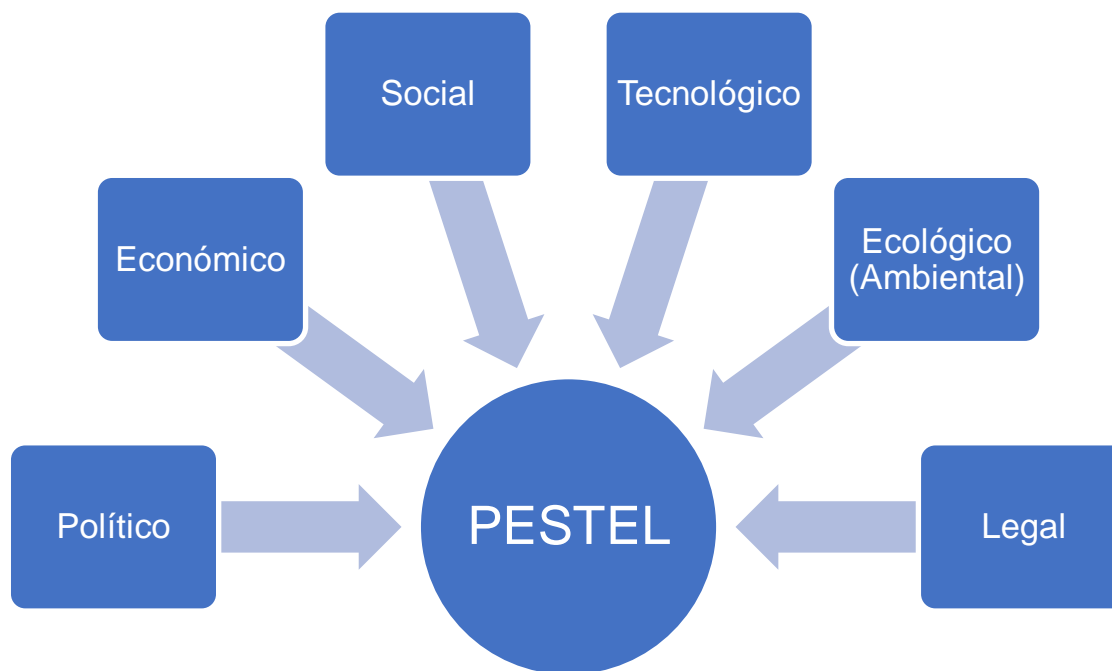 Social
Tecnológico
Económico
Ecológico
(Ambiental)
Político
PESTEL
Legal